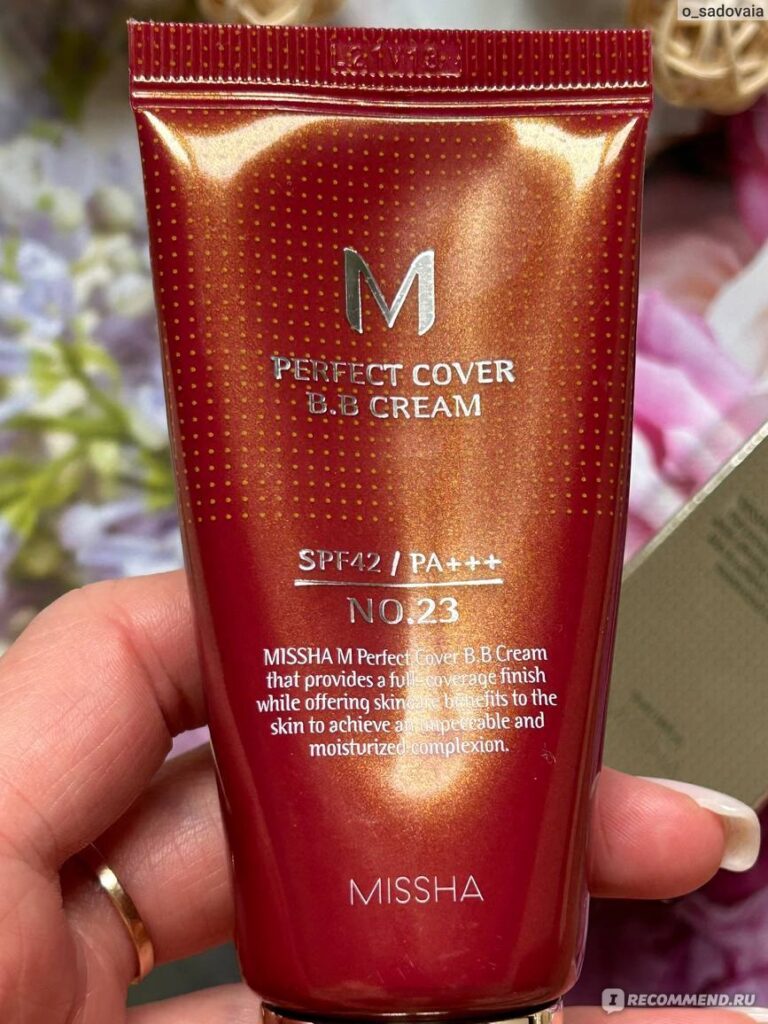 o_sadovaia
M
PERFECT COVER
B.B CREAM
SPF42 / PA+++
NO.23
MISSHA M Perfect Cover B.B Cream
that provides a full-coverage finish
while offering skincare benefits to the
skin to achieve an impeccable and
moisturized complexion.
MISSHA
IRECOMMEND.RU